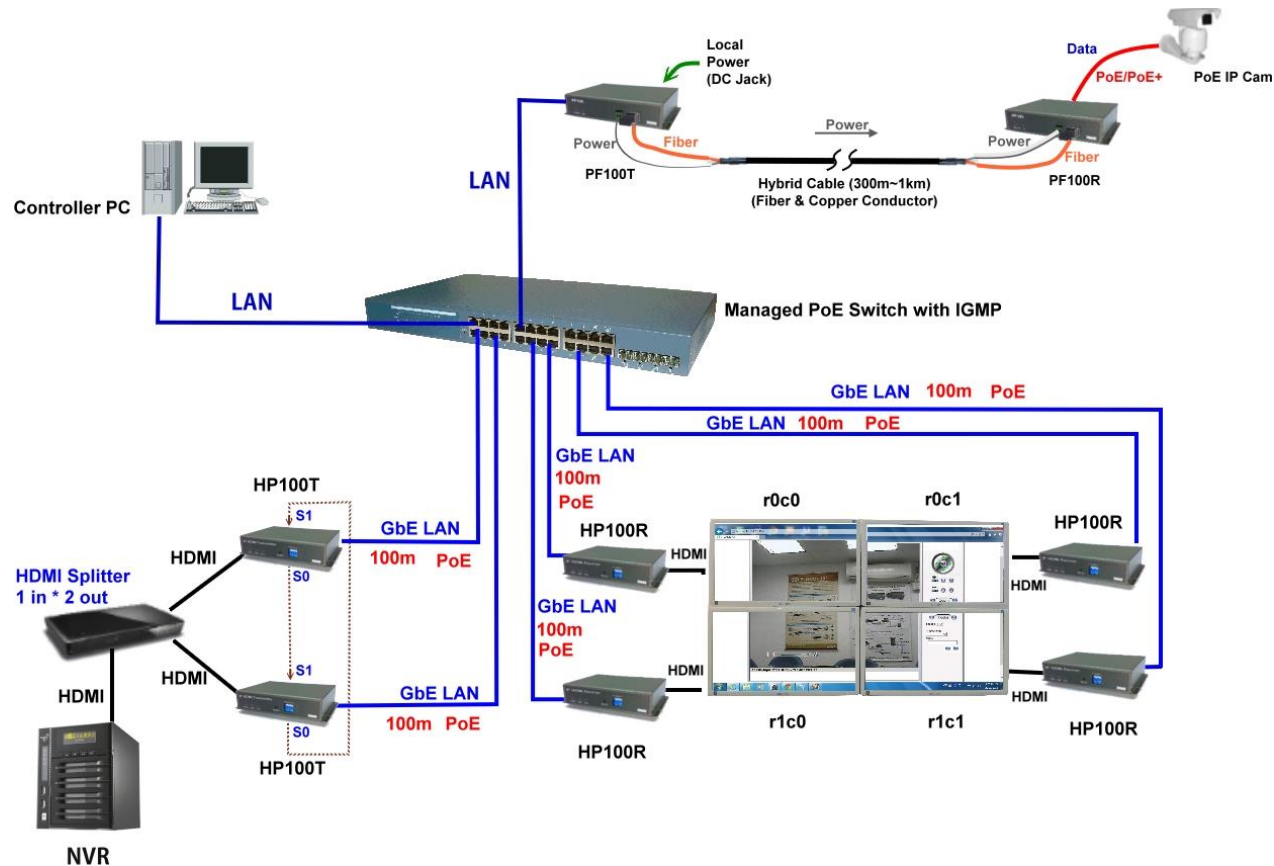 Local
Power
(DC Jack)
Data
PoE/PoE+
PoE IP Cam
Power
Fiber
Power
Power
Fiber
PF100T
Hybrid Cable (300m~1km)
(Fiber & Copper Conductor)
PF100R
LAN
Controller PC
LAN
Managed PoE Switch with IGMP
GbE LAN 100m PoE
GbE LAN 100m PoE
GbE LAN
100m
PoE
HP100T
S1
GbE LAN
100m PoE
S0
HDMI
HDMI Splitter
1 in * 2 out
HDMI
HDMI
S1
S0
GbE LAN
100m PoE
HP100T
NVR
r0c0
r0c1
HP100R
HDMI
HP100R
HDMI
GbE LAN
100m
PoE
HDMI
HP100R
HDMI
HP100R
r1c0
r1c1